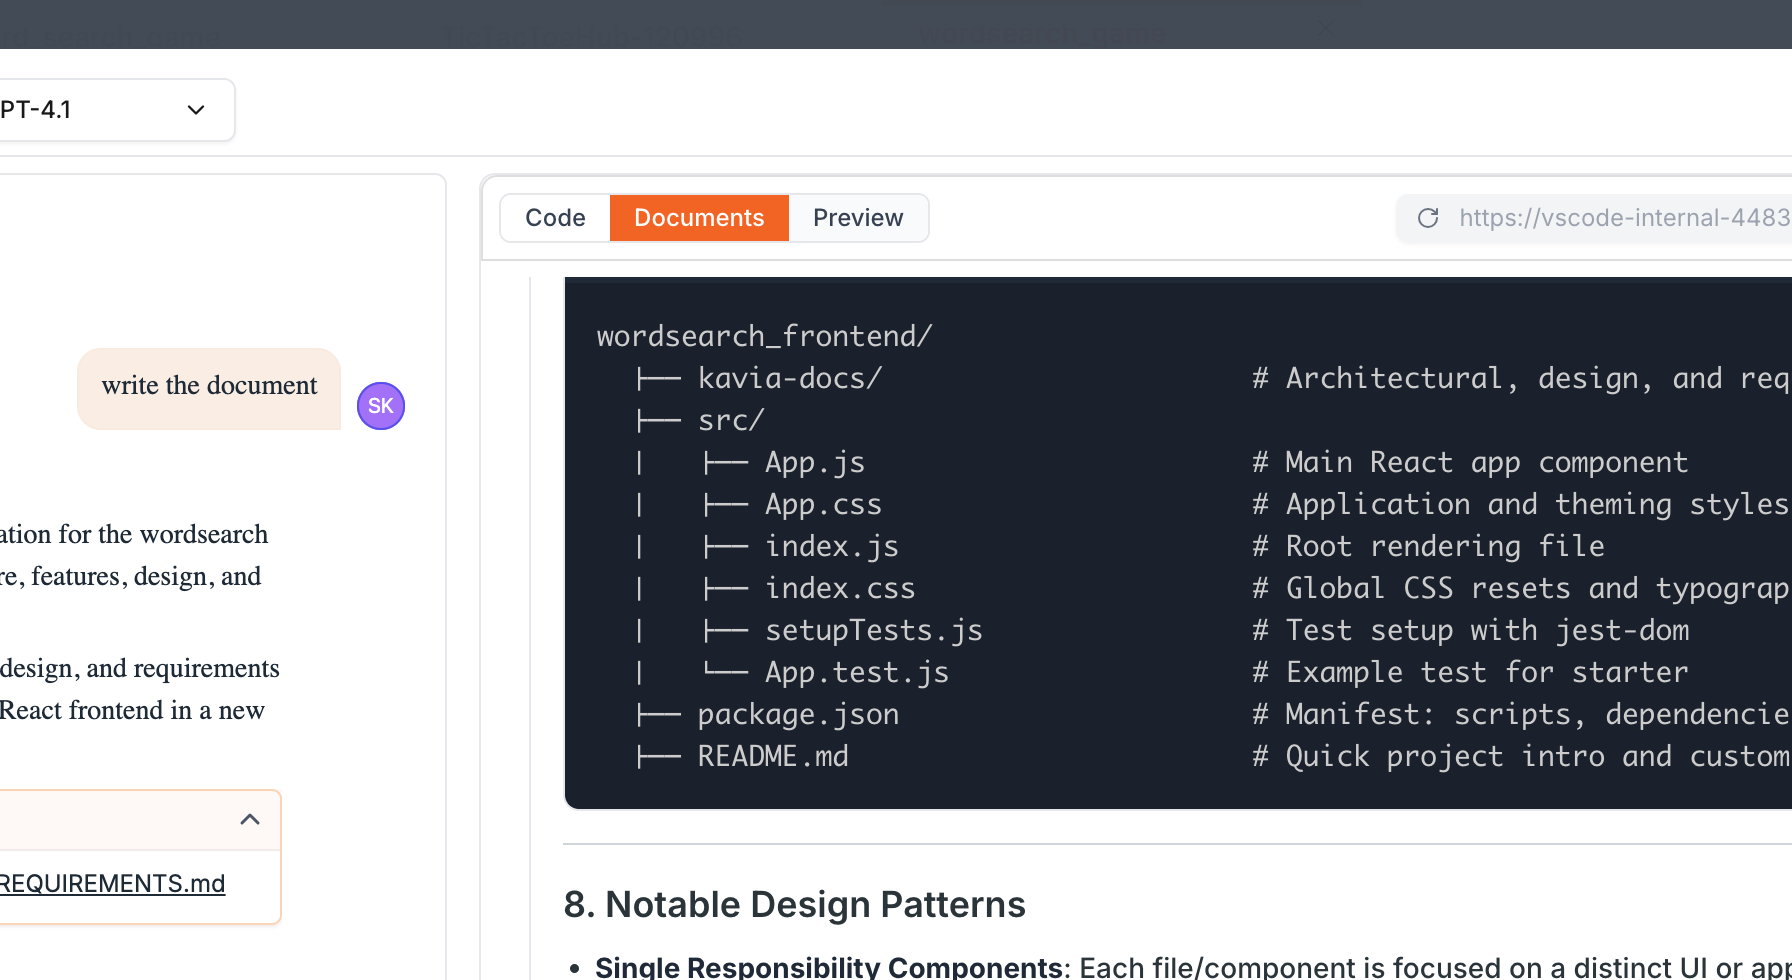 PT-4.1
Code
Documents
Preview
https://vscode-internal-4483
write the document
SK
ation for the wordsearch
re, features, design, and
design, and requirements
React frontend in a new
REQUIREMENTS.md
wordsearch_frontend/
├── kavia-docs/ # Architectural, design, and req
├── src/
|   ├── App.js # Main React app component
|   ├── App.css # Application and theming styles
|   ├── index.js # Root rendering file
|   ├── index.css # Global CSS resets and typograp
|   ├── setupTests.js # Test setup with jest-dom
|   └── App.test.js # Example test for starter
├── package.json # Manifest: scripts, dependencie
├── README.md # Quick project intro and custom
8. Notable Design Patterns
• Single Responsibility Components: Each file/component is focused on a distinct UI or ap